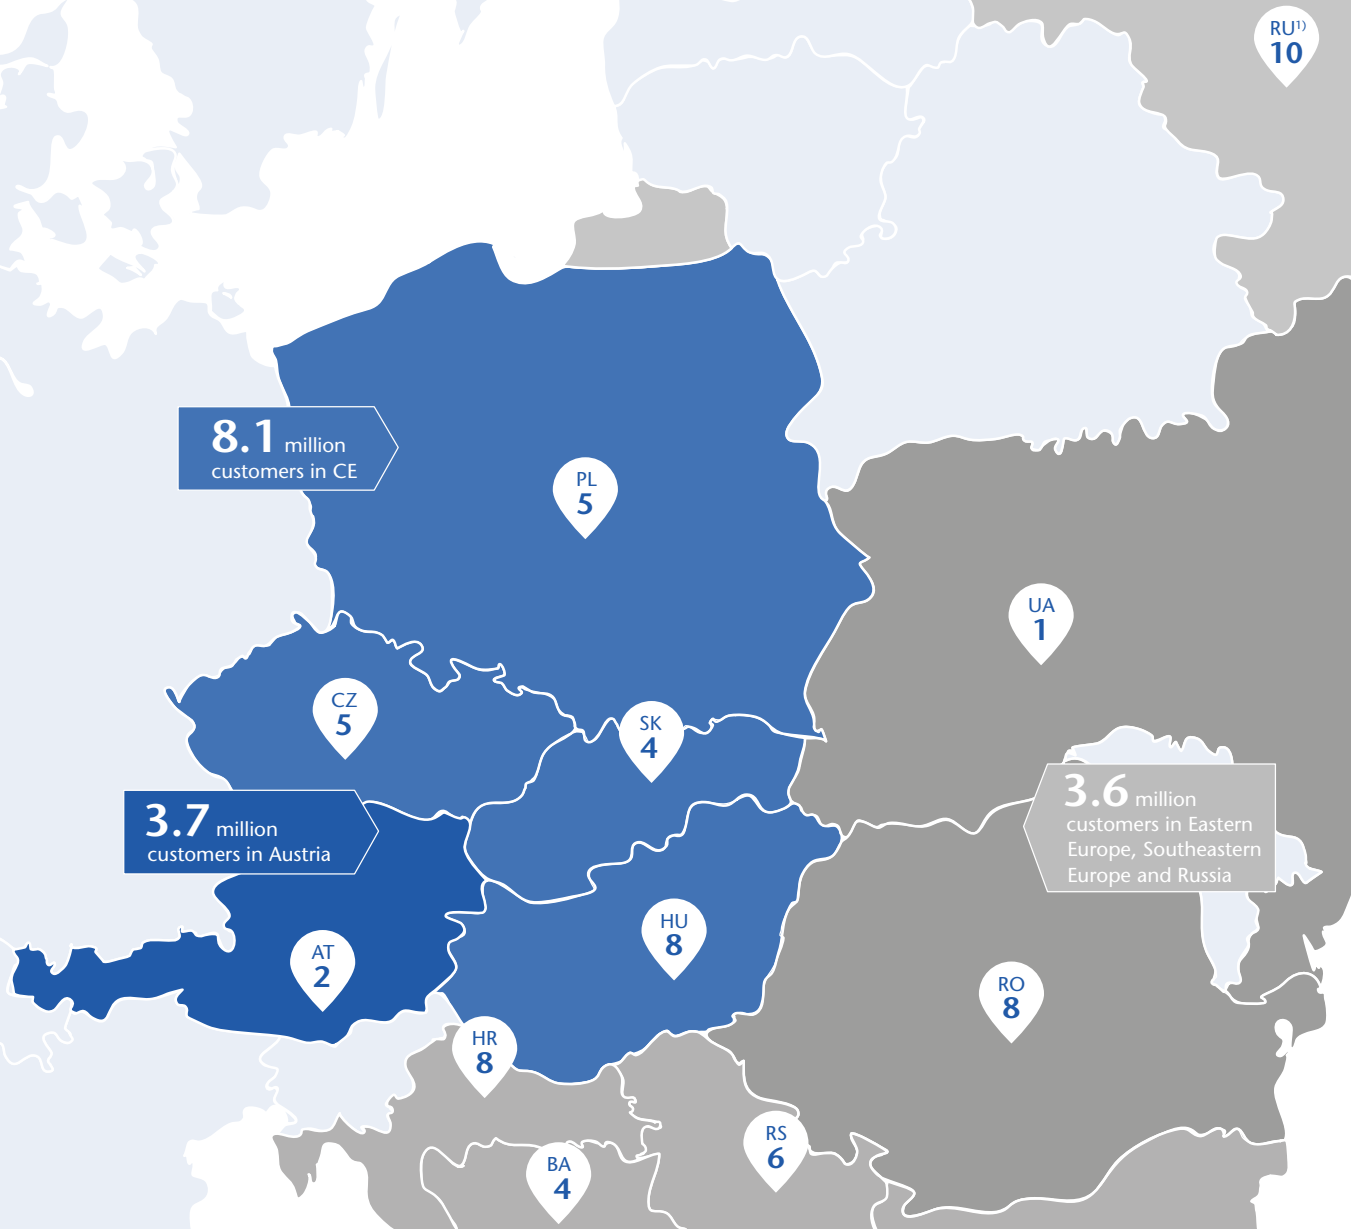 RU1)
10
8.1 million
customers in CE
PL
5
UA
1
CZ
5
SK
4
3.6 million
customers in Eastern
Europe, Southeastern
Europe and Russia
3.7 million
customers in Austria
HU
8
AT
2
RO
8
HR
8
RS
6
BA
4